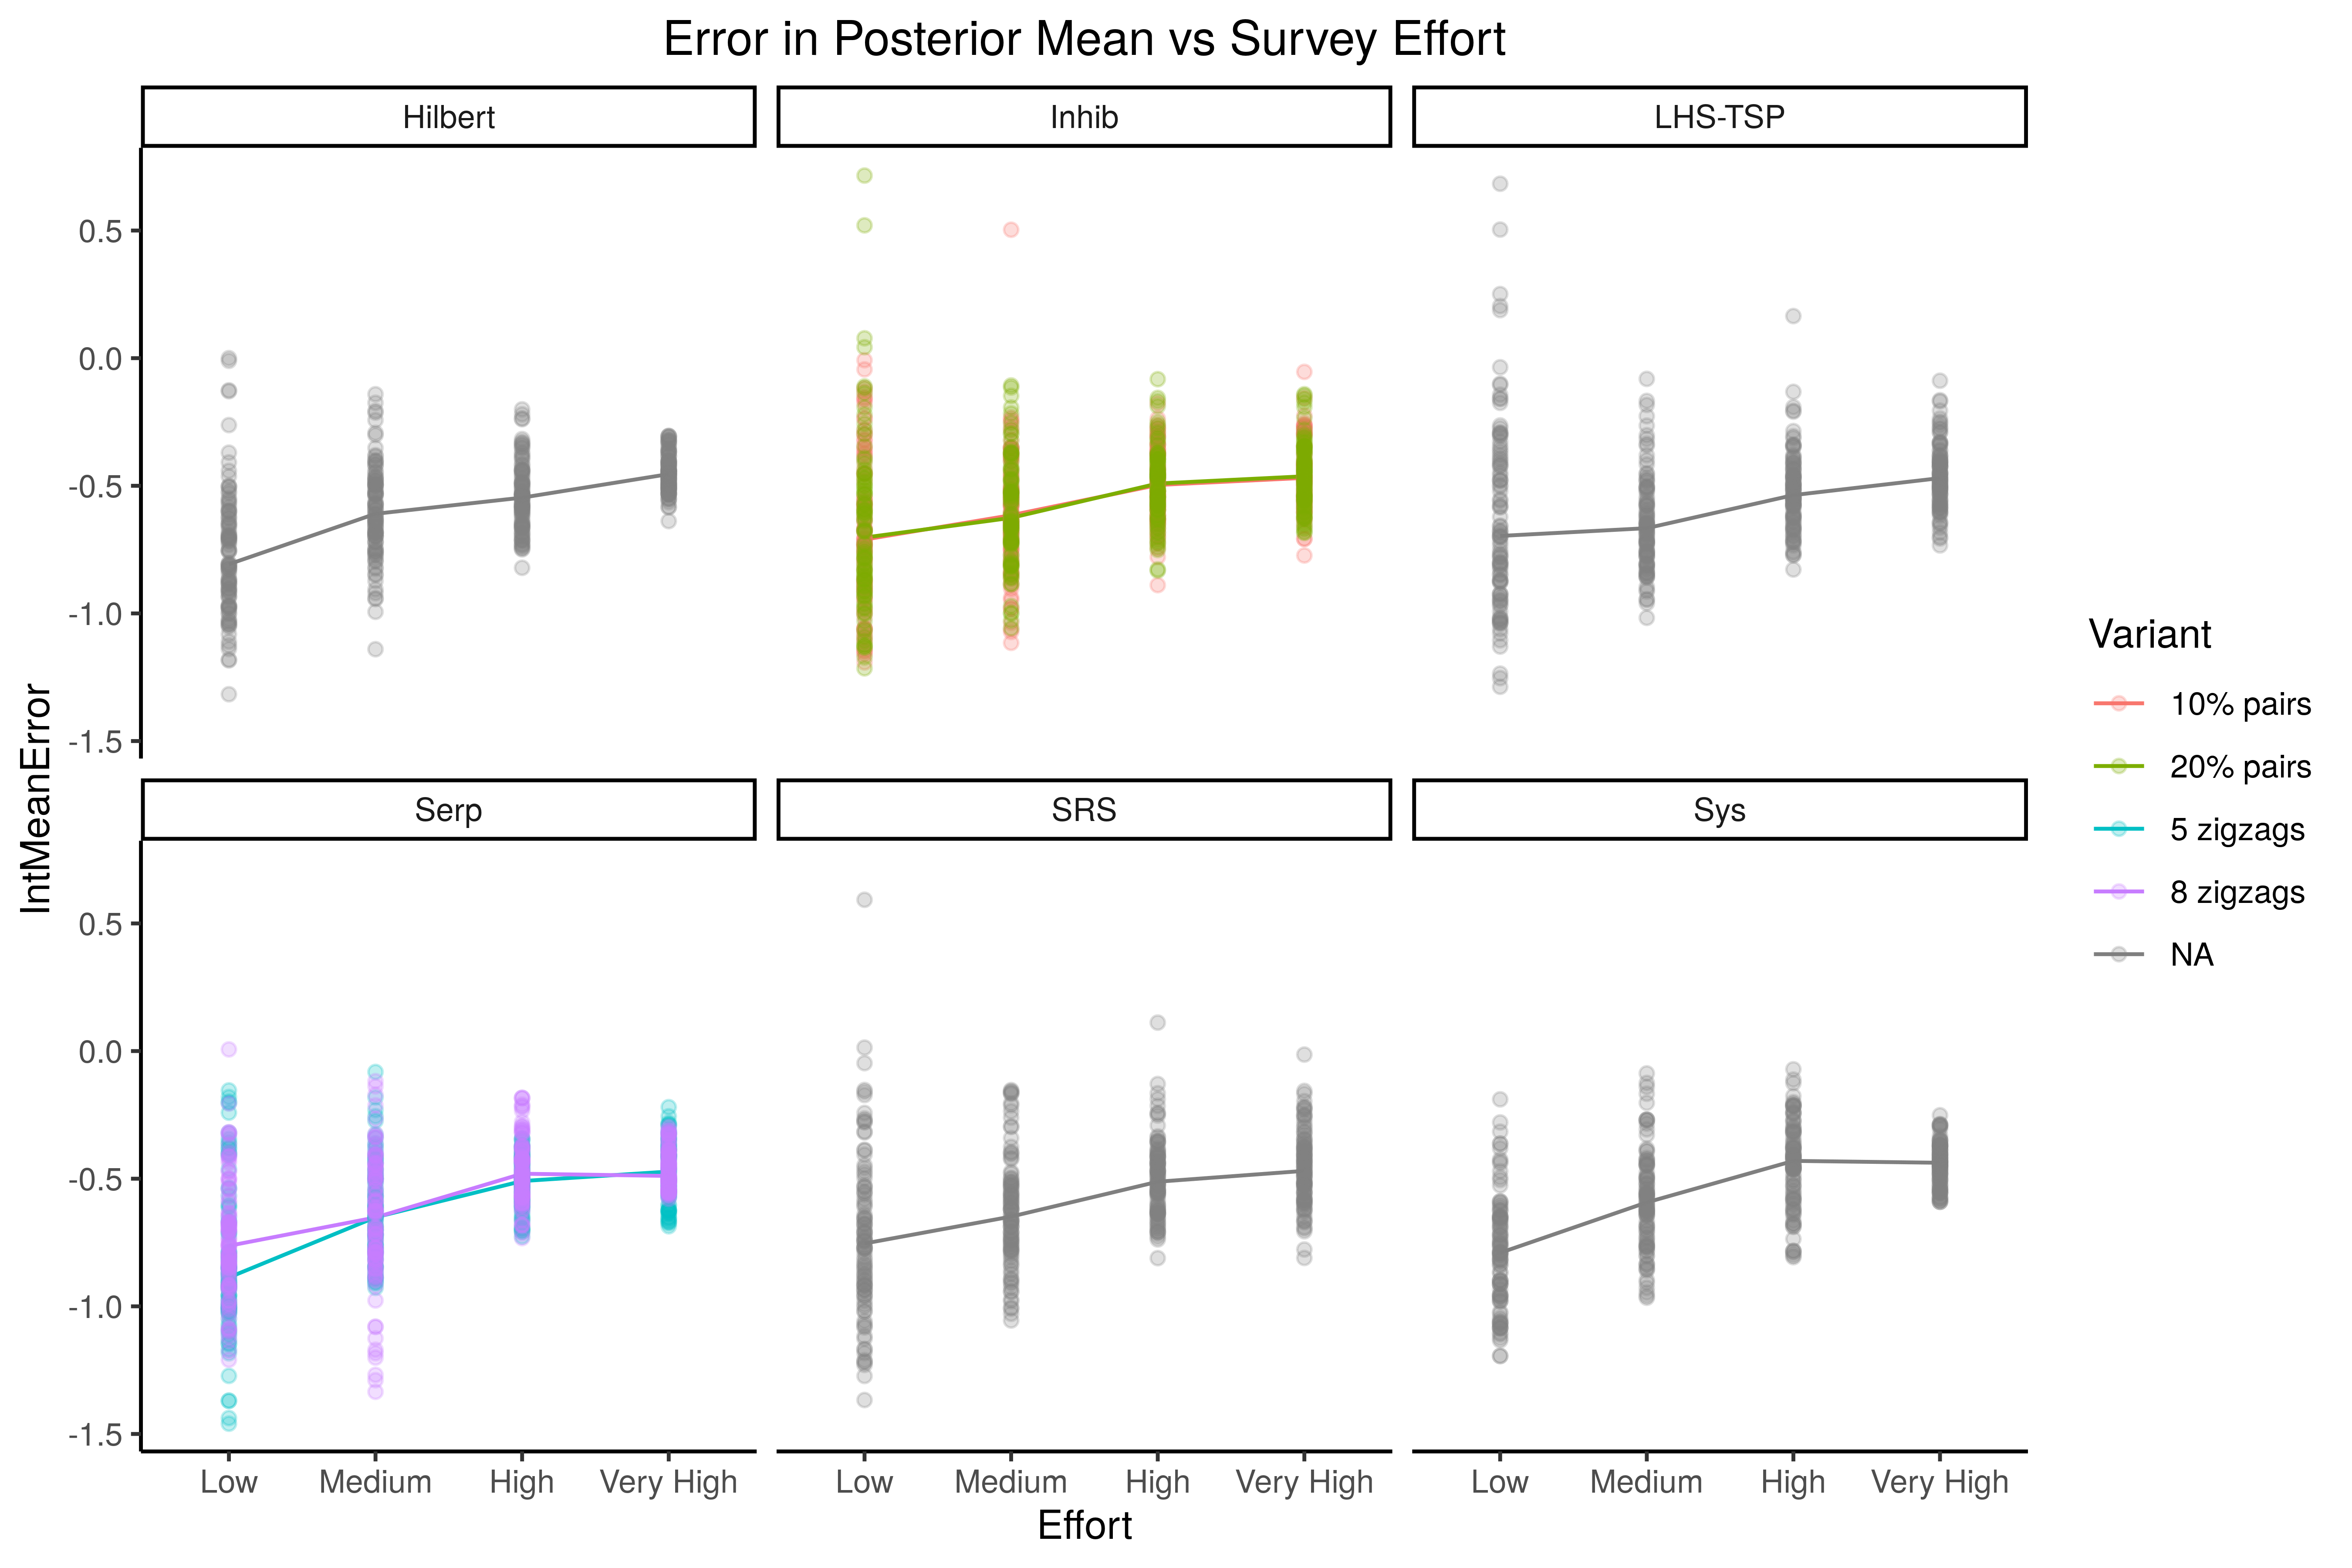 Error in Posterior Mean vs Survey Effort
Hilbert
Inhib
LHS-TSP
0.5
0.0
-0.5
-1.0
-1.5
Serp
SRS
Sys
0.5
0.0
-0.5
-1.0
-1.5
IntMeanError
Low Medium High Very High
Low Medium High Very High
Low Medium High Very High
Effort
Variant
10% pairs
20% pairs
5 zigzags
8 zigzags
NA